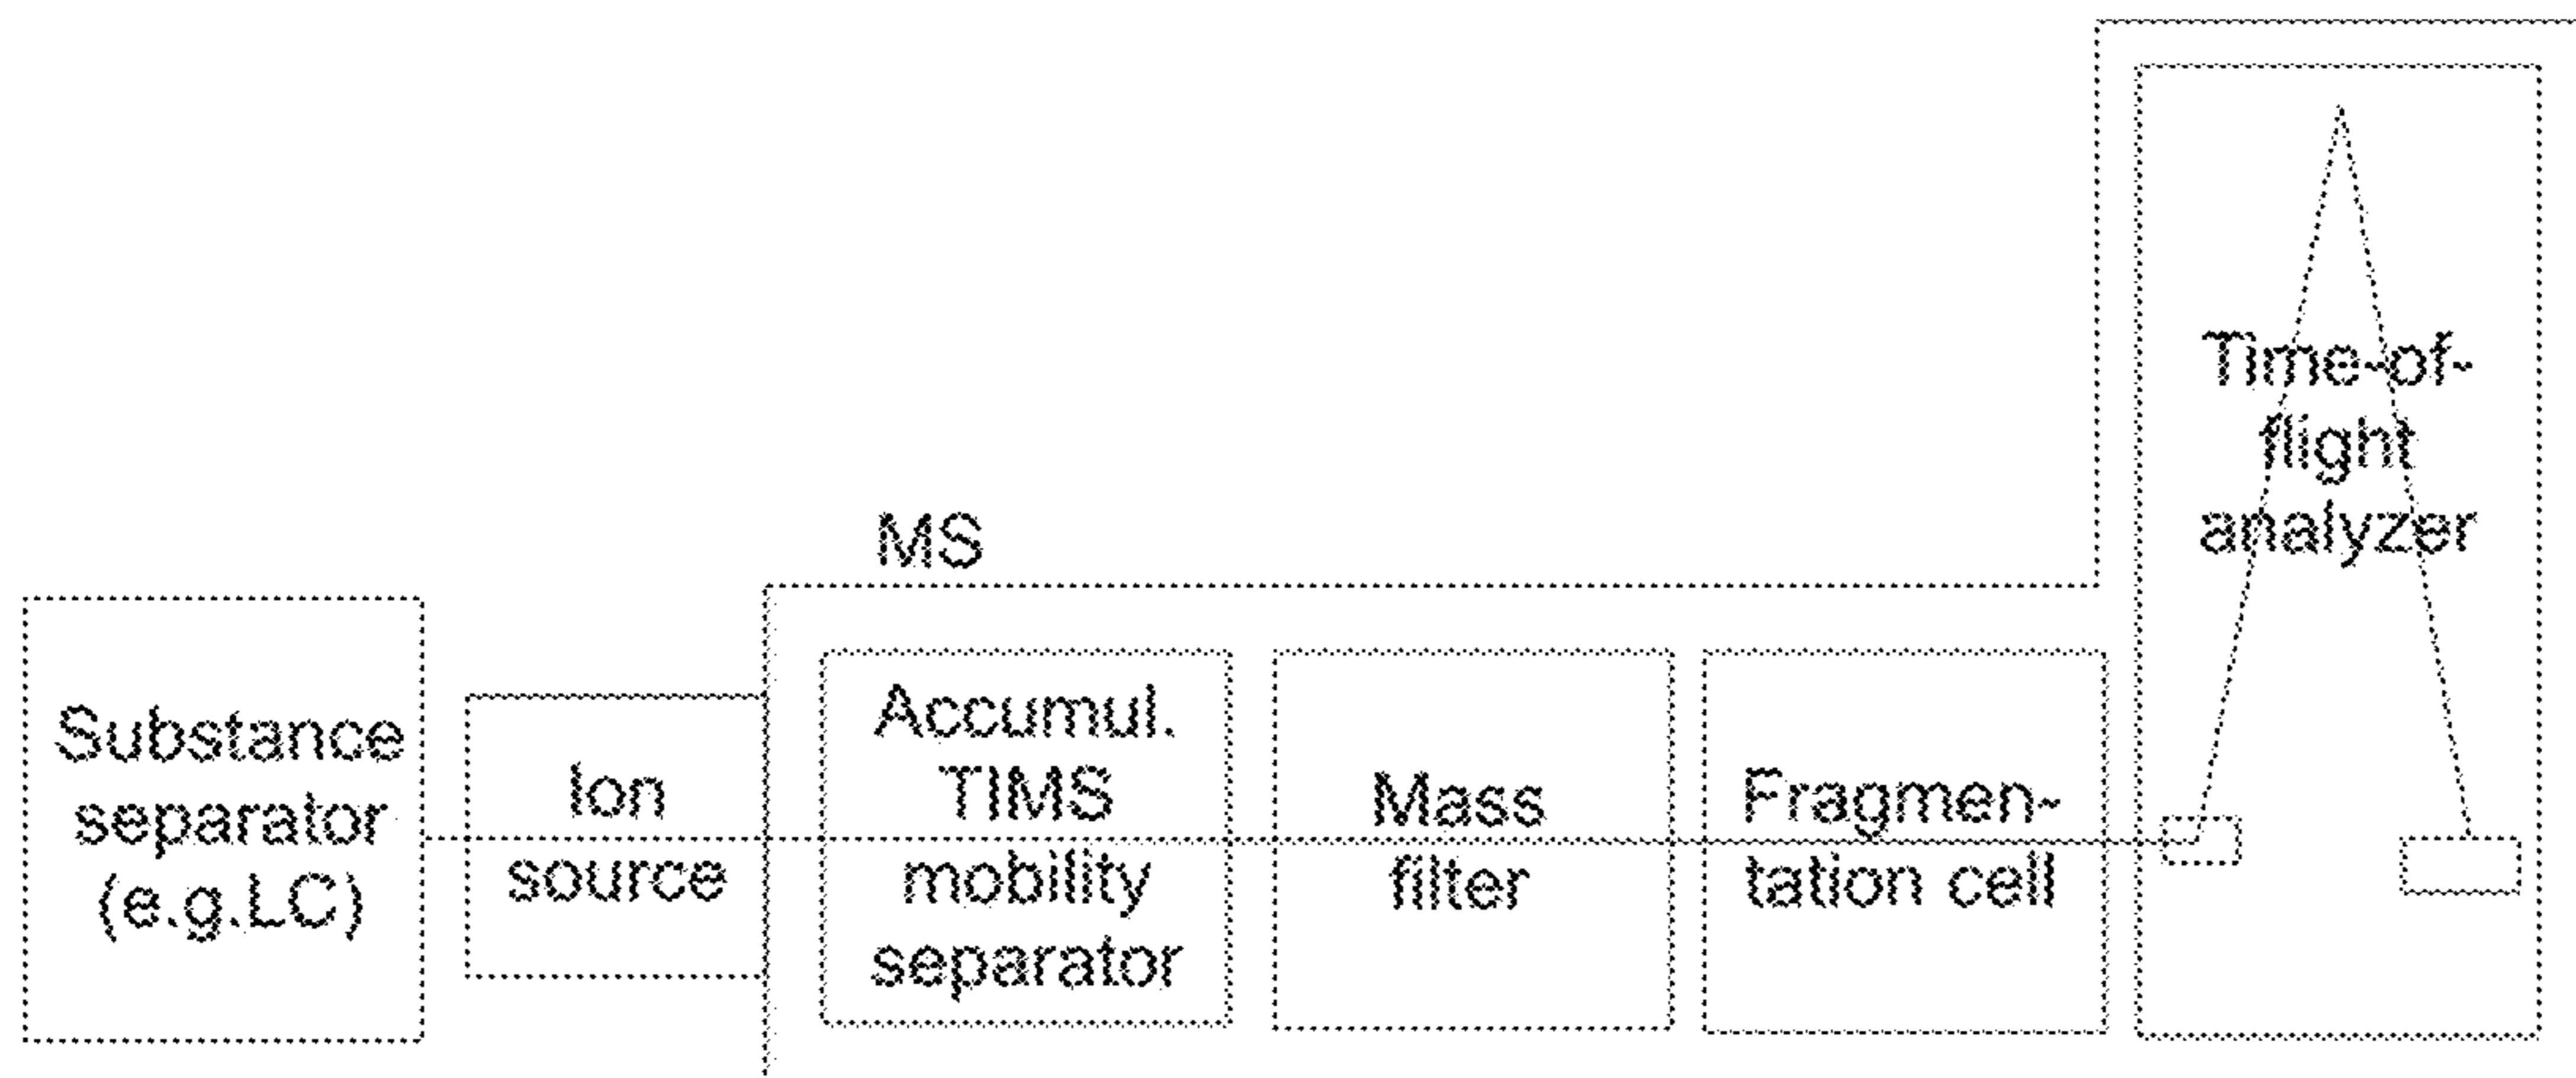 MS
Substance
separator
(e.g.LC)
Ion
source
Accumul.
TIMS
mobility
separator
Mass
filter
Fragmen-
tation cell
Time-of-
flight
analyzer